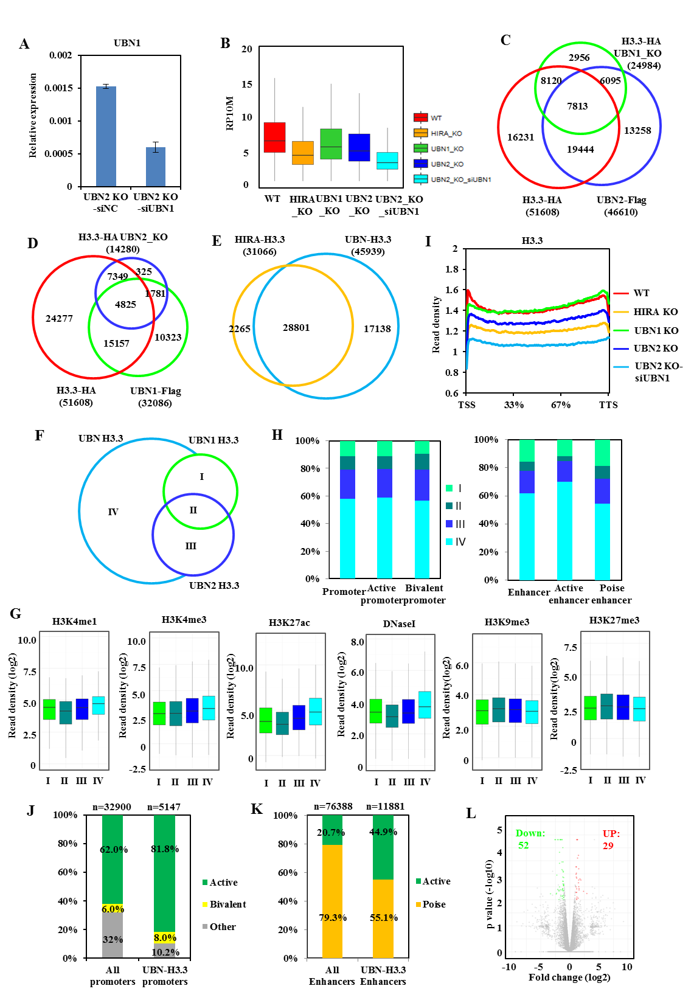 A
UBN1
0.002
0.0015
0.001
0.0005
0
Relative expression
UBN2 KO
-siNC
UBN2 KO
-siUBN1
B
20
15
10
5
0
RP10M
WT
HIRA
_KO
UBN1
_KO
UBN2
_KO
UBN2_KO
_siUBN1
WT
HIRA_KO
UBN1_KO
UBN2_KO
UBN2_KO_siUBN1
C
H3.3-HA
UBN1_KO
(24984)
2956
8120
6095
7813
16231
13258
19444
H3.3-HA
(51608)
UBN2-Flag
(46610)
D
H3.3-HA UBN2_KO
(14280)
7349
325
1781
4825
24277
10323
15157
H3.3-HA
(51608)
UBN1-Flag
(32086)
E
HIRA-H3.3
(31066)
UBN-H3.3
(45939)
2265
28801
17138
I
H3.3
2
1.8
1.6
1.4
1.2
1
0.8
0.6
Read density
TSS
33%
67%
TTS
WT
HIRA KO
UBN1 KO
UBN2 KO
UBN2 KO-
siUBN1
F
UBN H3.3
UBN1 H3.3
I
II
III
IV
UBN2 H3.3
H
100%
80%
60%
40%
20%
0%
Promoter
Active
promoter
Bivalent
promoter
I
II
III
IV
100%
80%
60%
40%
20%
0%
Enhancer
Active
enhancer
Poise
enhancer
G
H3K4me1
10.0
7.5
5.0
2.5
0
Read density (log2)
I II III IV
H3K4me3
10.0
7.5
5.0
2.5
0
-2.5
Read density (log2)
I II III IV
H3K27ac
10.0
5.0
0
Read density (log2)
I II III IV
DNaseI
8.0
6.0
4.0
2.0
0
Read density (log2)
I II III IV
H3K9me3
6.0
4.0
2.0
0
Read density(log2)
I II III IV
H3K27me3
7.5
5.0
2.5
0
-2.5
Read density(log2)
I II III IV
J
n=32900 n=5147
100%
80%
60%
40%
20%
0%
62.0%
6.0%
32%
81.8%
8.0%
10.2%
All
promoters
UBN-H3.3
promoters
Active
Bivalent
Other
K
n=76388 n=11881
100%
80%
60%
40%
20%
0%
20.7%
79.3%
44.9%
55.1%
All
Enhancers
UBN-H3.3
Enhancers
Active
Poise
L
Down:
52
UP:
29
5
4
3
2
1
0
p value (-log10)
-10
-5
0
5
10
Fold change (log2)